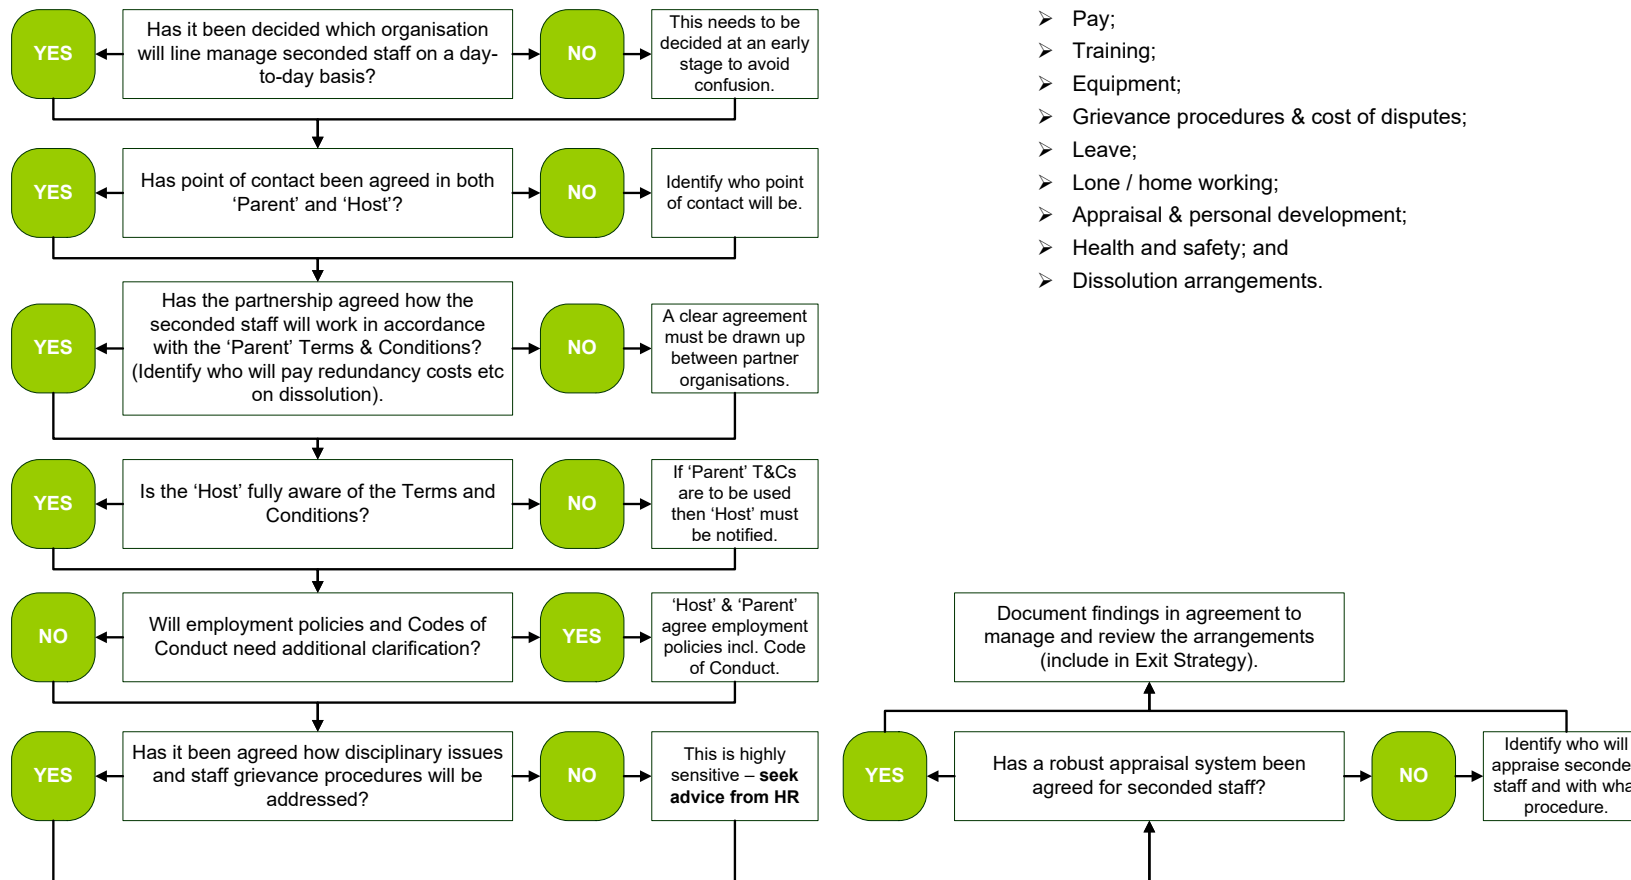 YES
Has it been decided which organisation
will line manage seconded staff on a day-
to-day basis?
NO
This needs to be
decided at an early
stage to avoid
confusion.
YES
Has point of contact been agreed in both
‘Parent’ and ‘Host’?
NO
Identify who point
of contact will be.
YES
Has the partnership agreed how the
seconded staff will work in accordance
with the ‘Parent’ Terms & Conditions?
(Identify who will pay redundancy costs etc
on dissolution).
NO
A clear agreement
must be drawn up
between partner
organisations.
YES
Is the ‘Host’ fully aware of the Terms and
Conditions?
NO
If ‘Parent’ T&Cs
are to be used
then ‘Host’ must
be notified.
NO
Will employment policies and Codes of
Conduct need additional clarification?
YES
‘Host’ & ‘Parent’
agree employment
policies incl. Code
of Conduct.
YES
Has it been agreed how disciplinary issues
and staff grievance procedures will be
addressed?
NO
This is highly
sensitive – seek
advice from HR
➢ Pay;
➢ Training;
➢ Equipment;
➢ Grievance procedures & cost of disputes;
➢ Leave;
➢ Lone / home working;
➢ Appraisal & personal development;
➢ Health and safety; and
➢ Dissolution arrangements.
Document findings in agreement to
manage and review the arrangements
(include in Exit Strategy).
YES
Has a robust appraisal system been
agreed for seconded staff?
NO
Identify who will
appraise seconde
staff and with wha
procedure.